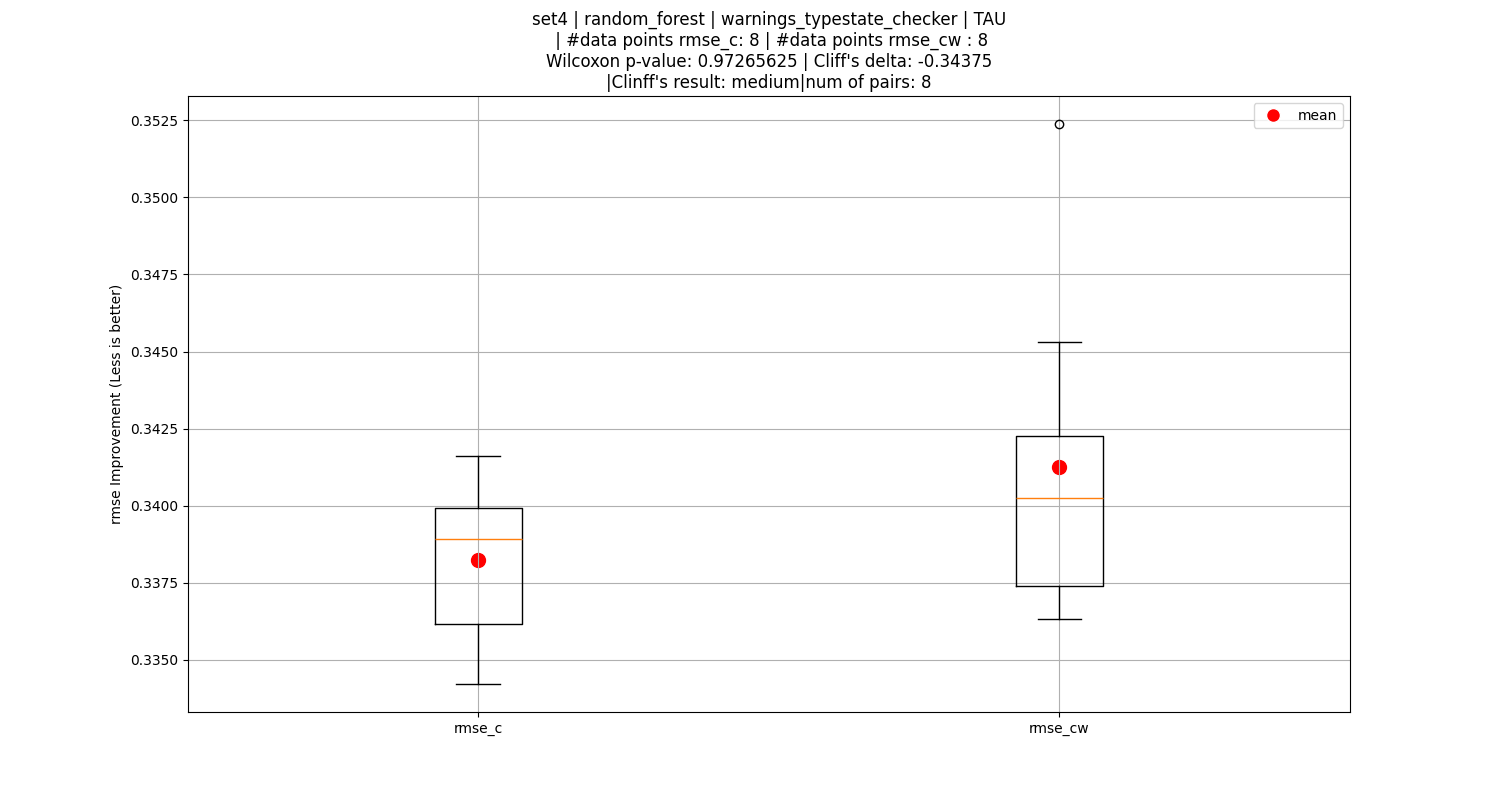 set4 | random_forest | warnings_typestate_checker | TAU
| #data points rmse_c: 8 | #data points rmse_cw : 8
Wilcoxon p-value: 0.97265625 | Cliff's delta: -0.34375
|Clinff's result: medium|num of pairs: 8
mean
rmse Improvement (Less is better)
0.3525
0.3500
0.3475
0.3450
0.3425
0.3400
0.3375
0.3350
rmse_c
rmse_cw